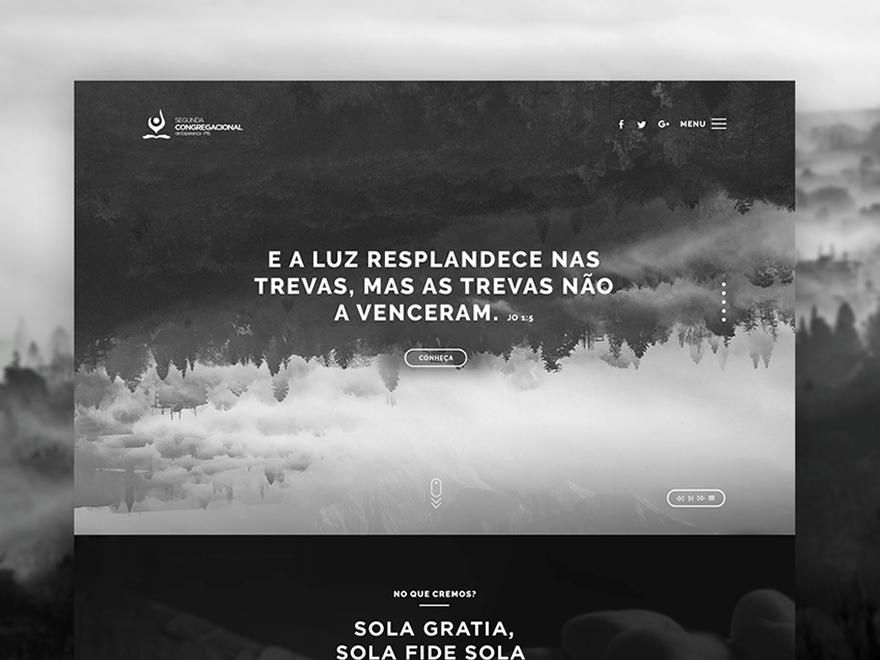 SEGUNDA
CONGREGACIONAL
de Esperança - PB.
MENU
E A LUZ RESPLANDECE NAS
TREVAS, MAS AS TREVAS NÃO
A VENCERAM. JO 1:5
CONHEÇA
NO QUE CREMOS?
SOLA GRATIA,
SOLA FIDE SOLA